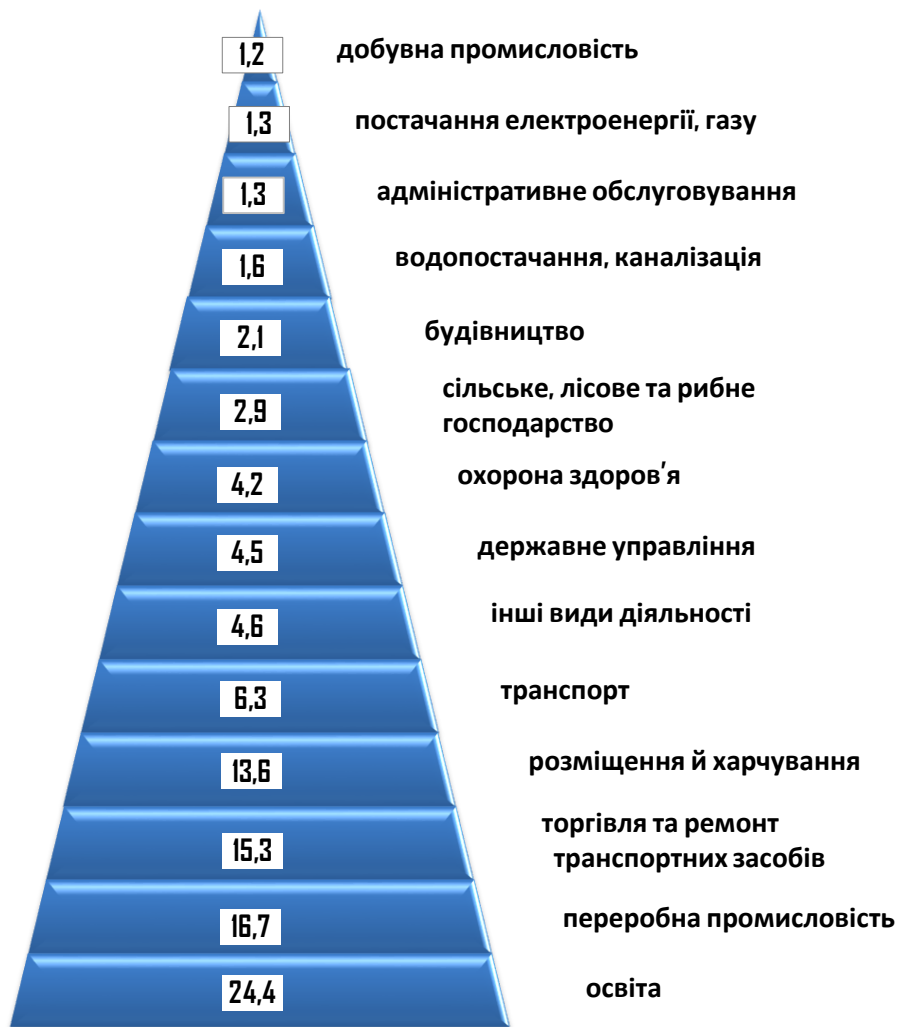 1,2 добувна промисловість
1,3 постачання електроенергії, газу
1,3 адміністративне обслуговування
1,6 водопостачання, каналізація
2,1 будівництво
2,9 сільське, лісове та рибне
господарство
4,2 охорона здоров'я
4,5 державне управління
4,6 інші види діяльності
6,3 транспорт
13,6 розміщення й харчування
15,3 торгівля та ремонт
транспортних засобів
16,7 переробна промисловість
24,4 освіта